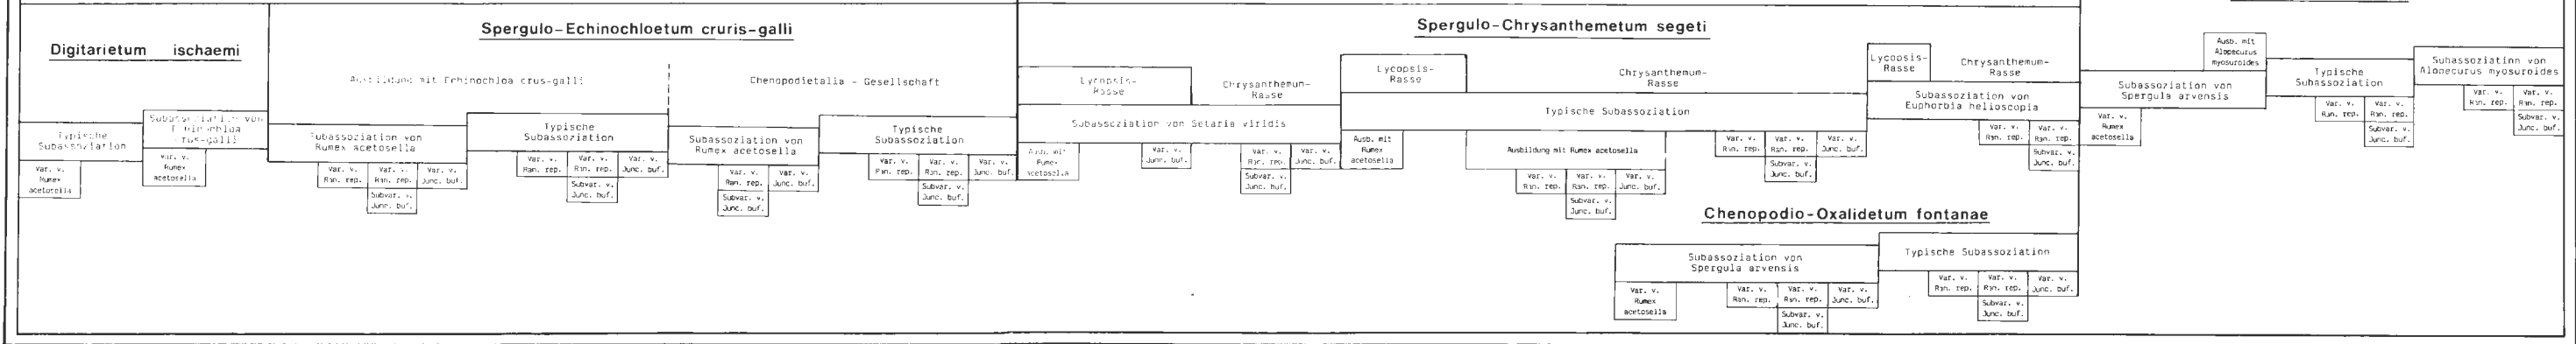 Digitarietum ischaemi
Typische
Subassoziation
Var. v.
Rumex
acetosella
Subassoziation von
Echinochloa
crus-galli
Var. v.
Rumex
acetosella
Spergulo-Echinochloetum cruris-galli
Ausbildung mit Echinochloa crus-galli
Subassoziation von
Rumex acetosella
Var. v.
Ran. rep.
Var. v.
Ran. rep.
Var. v.
Junc. buf.
Subvar. v.
Junc. buf.
Typische
Subassoziation
Var. v.
Ran. rep.
Var. v.
Ran. rep.
Var. v.
Junc. buf.
Subvar. v.
Junc. buf.
Chenopodietalia - Gesellschaft
Subassoziation von
Rumex acetosella
Var. v.
Ran. rep.
Var. v.
Junc. buf.
Subvar. v.
Junc. buf.
Typische
Subassoziation
Var. v.
Ran. rep.
Var. v.
Ran. rep.
Var. v.
Junc. buf.
Subvar. v.
Junc. buf.
Spergulo-Chrysanthemetum segeti
Lycopsis-
Rasse
Chrysanthemum-
Rasse
Subassoziation von Setaria viridis
Ausb. mit
Rumex
acetosella
Var. v.
Junc. buf.
Var. v.
Ran. rep.
Var. v.
Junc. buf.
Subvar. v.
Junc. buf.
Lycopsis-
Rasse
Chrysanthemum-
Rasse
Typische Subassoziation
Ausb. mit
Rumex
acetosella
Ausbildung mit Rumex acetosella
Var. v.
Ran. rep.
Var. v.
Ran. rep.
Var. v.
Junc. buf.
Subvar. v.
Junc. buf.
Var. v.
Ran. rep.
Var. v.
Ran. rep.
Var. v.
Junc. buf.
Subvar. v.
Junc. buf.
Lycopsis-
Rasse
Chrysanthemum-
Rasse
Subassoziation von
Euphorbia helioscopia
Var. v.
Ran. rep.
Var. v.
Ran. rep.
Subvar. v.
Junc. buf.
Chenopodio-Oxalidetum fontanae
Subassoziation von
Spergula arvensis
Var. v.
Rumex
acetosella
Var. v.
Ran. rep.
Var. v.
Ran. rep.
Var. v.
Junc. buf.
Subvar. v.
Junc. buf.
Typische Subassoziation
Var. v.
Ran. rep.
Var. v.
Ran. rep.
Var. v.
Junc. buf.
Subvar. v.
Junc. buf.
Ausb. mit
Alopecurus
myosuroides
Subassoziation von
Spergula arvensis
Var. v.
Rumex
acetosella
Typische
Subassoziation
Var. v.
Ran. rep.
Var. v.
Ran. rep.
Subvar. v.
Junc. buf.
Subassoziation von
Alopecurus myosuroides
Var. v.
Ran. rep.
Var. v.
Ran. rep.
Subvar. v.
Junc. buf.